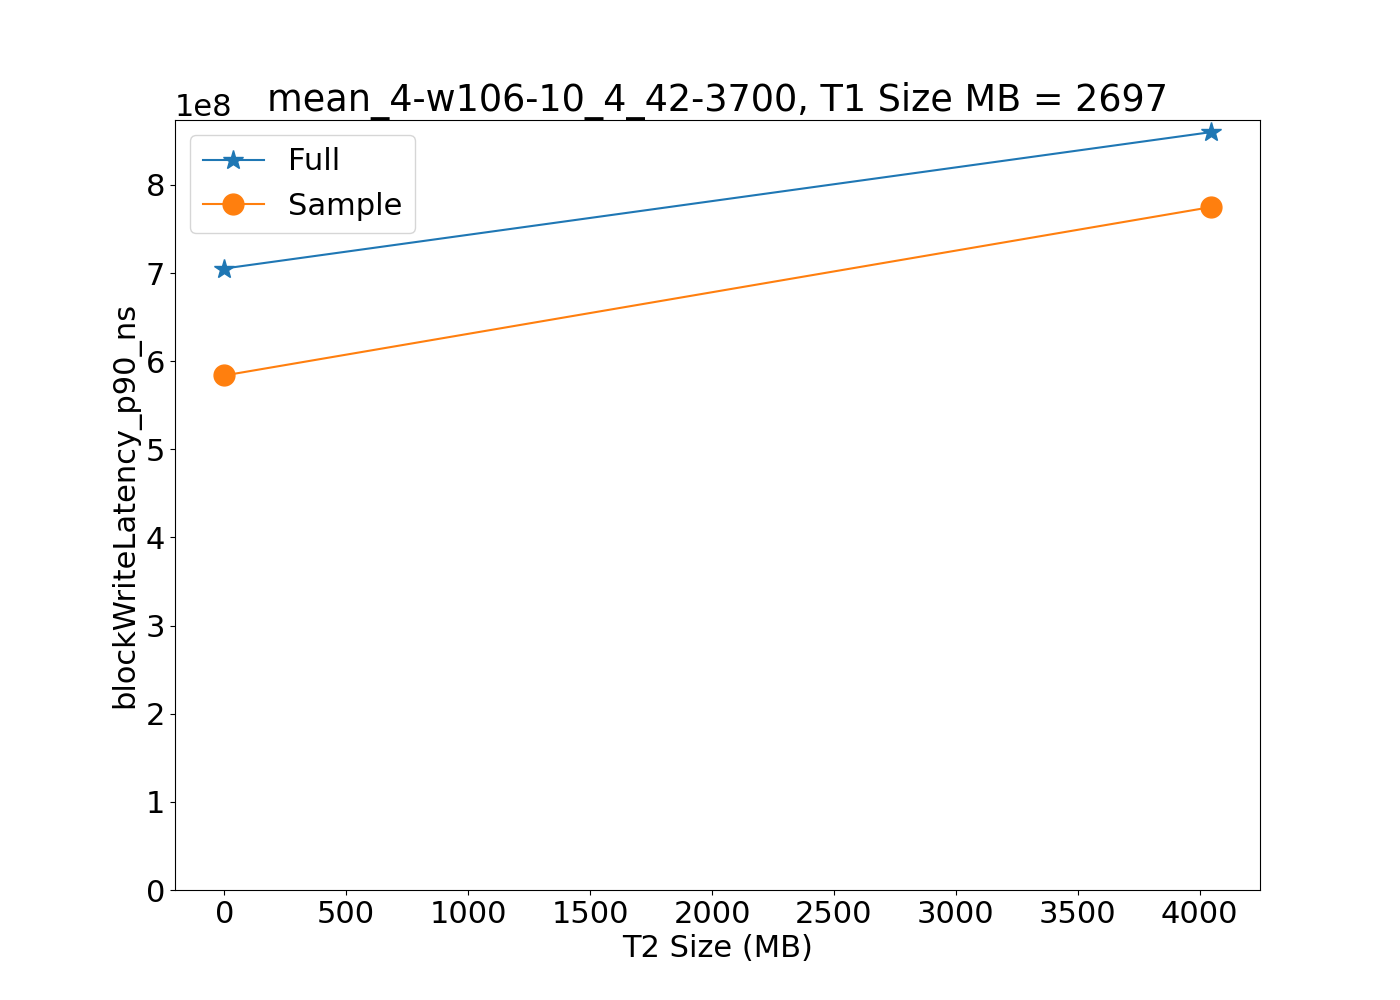 mean_4-w106-10_4_42-3700, T1 Size MB = 2697
1e8
Full
Sample
blockWriteLatency_p90_ns
8
7
6
5
4
3
2
1
0
0 500 1000 1500 2000 2500 3000 3500 4000
T2 Size (MB)